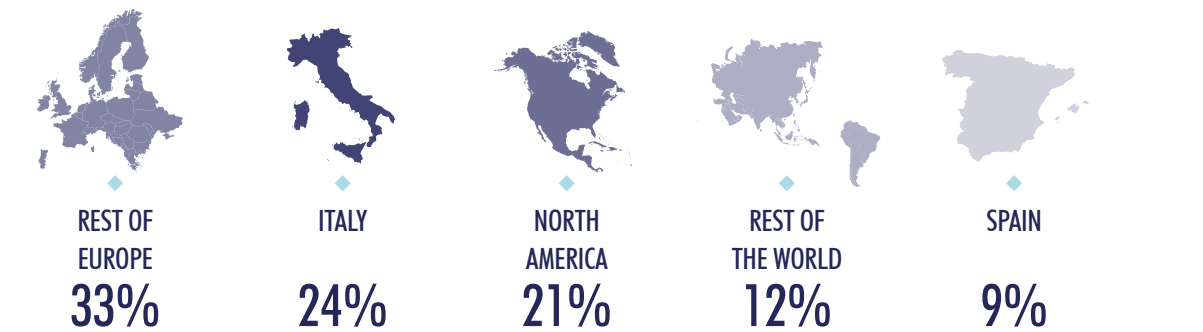 REST OF
EUROPE
33%
ITALY
24%
NORTH
AMERICA
21%
REST OF
THE WORLD
12%
SPAIN
9%